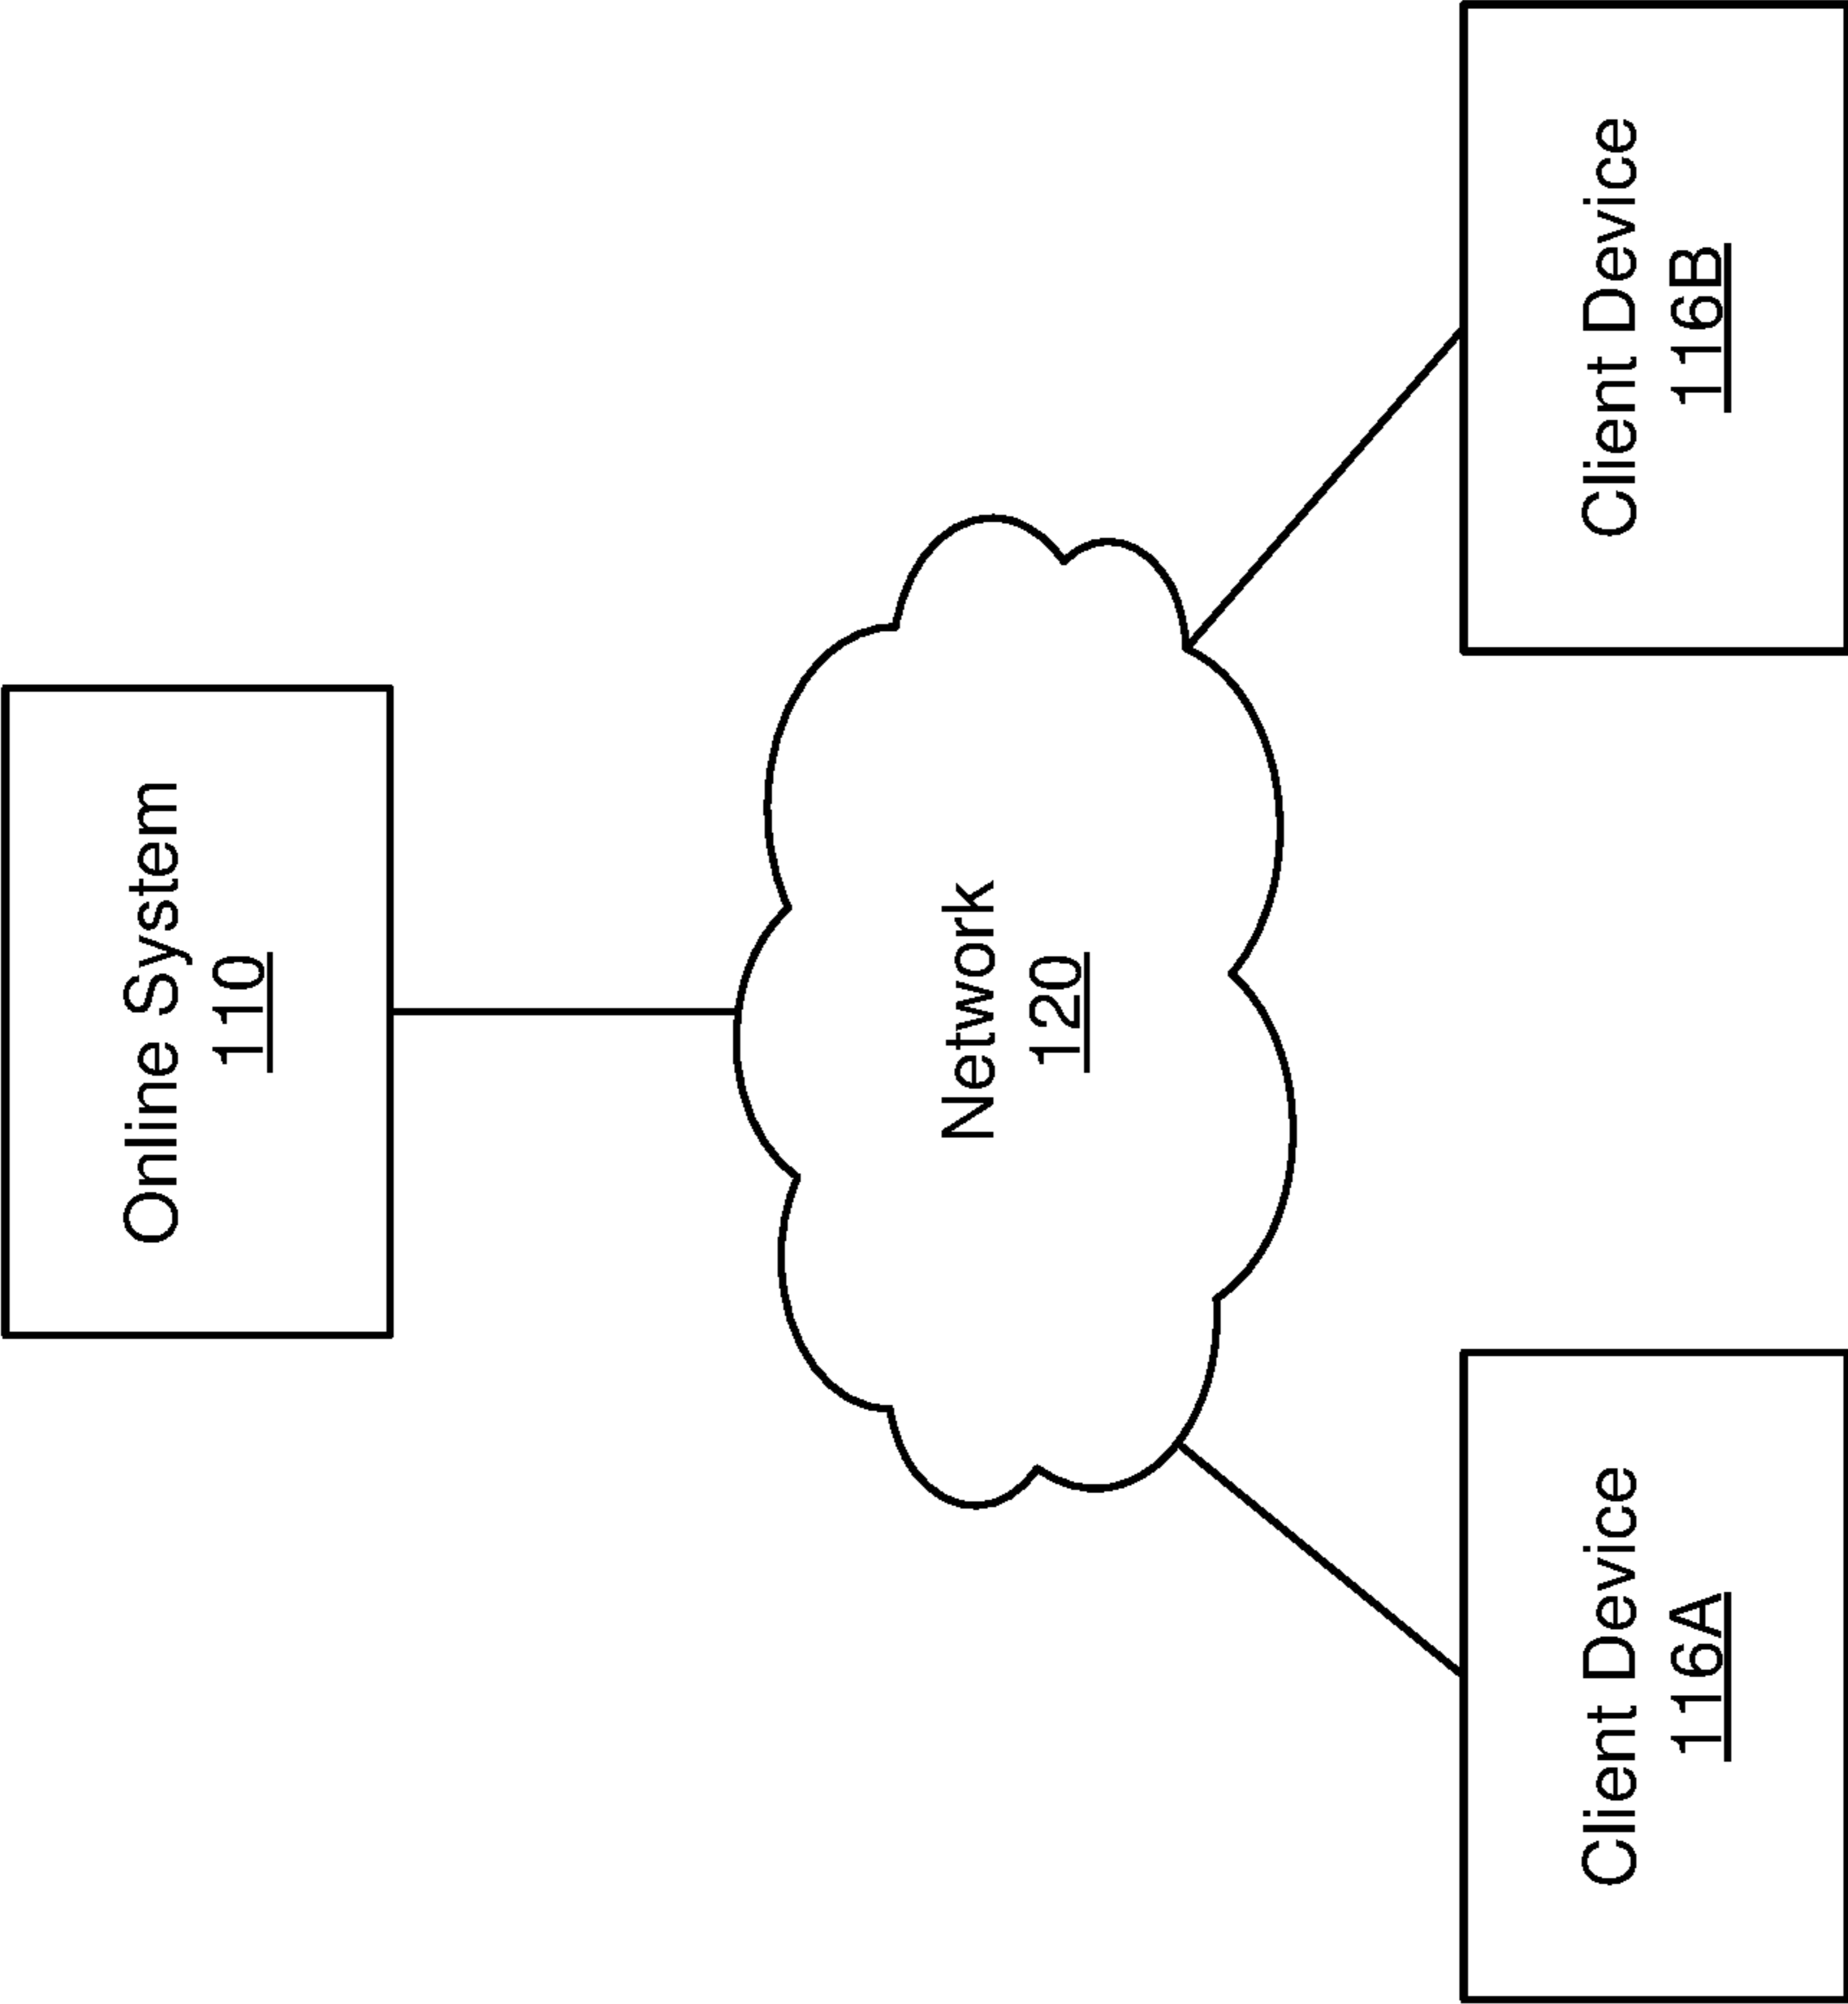 Online System
110
Network
120
Client Device
116A
Client Device
116B